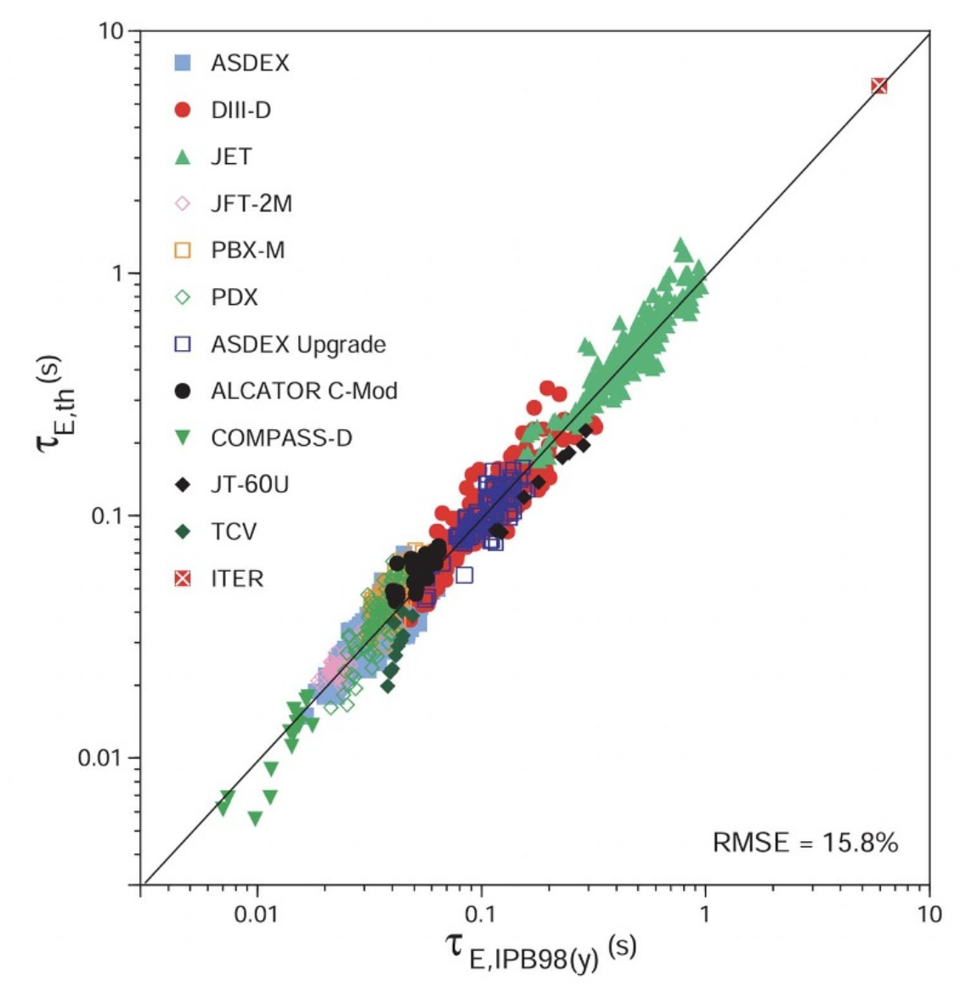 10
ASDEX
DIII-D
JET
JFT-2M
PBX-M
1
PDX
ASDEX Upgrade
ALCATOR C-Mod
COMPASS-D
JT-60U
0.1
TCV
ITER
0.01
τE,th(s)
RMSE = 15.8%
0.01 0.1 1 10
τE,IPB98(y) (s)